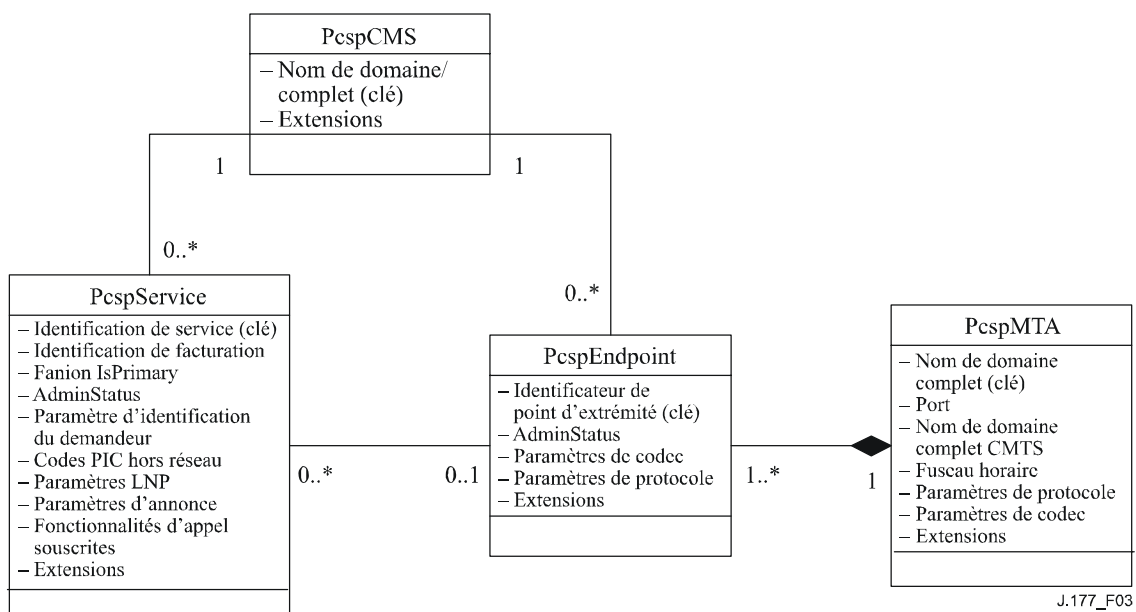 PcspCMS
– Nom de domaine/
complet (clé)
– Extensions
1
1
0..*
0..*
PcspService
– Identification de service (clé)
– Identification de facturation
– Fanion IsPrimary
– AdminStatus
– Paramètre d'identification
du demandeur
– Codes PIC hors réseau
– Paramètres LNP
– Paramètres d'annonce
– Fonctionnalités d'appel
souscrites
– Extensions
0..*
0..1
PcspEndpoint
– Identificateur de
point d'extrémité (clé)
– AdminStatus
– Paramètres de codec
– Paramètres de protocole
– Extensions
1..*
1
PcspMTA
– Nom de domaine
complet (clé)
– Port
– Nom de domaine
complet CMTS
– Fuseau horaire
– Paramètres de protocole
– Paramètres de codec
– Extensions
J.177_F03